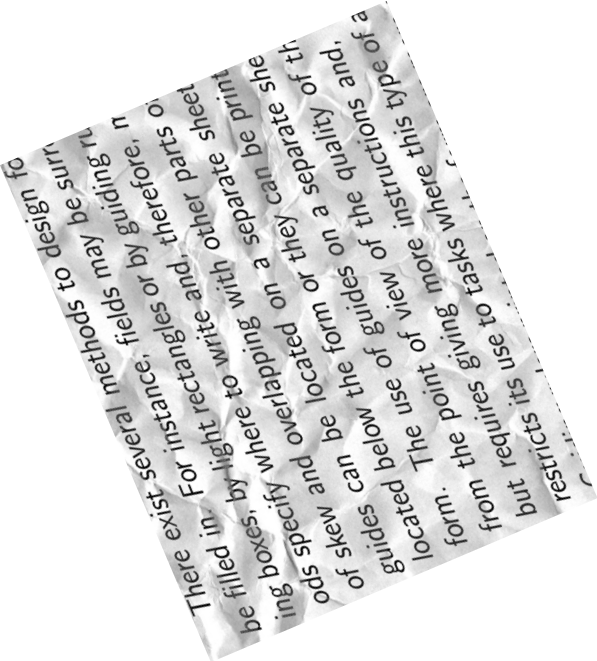 There exist several methods to design fo
be filled in. For instance, fields may be surr
ing boxes, by light rectangles or by guiding ru
ods specify where to write and, therefore, m
of skew and overlapping with other parts o
guides can be located on a separate sheet
located below the form or they can be print
form. The use of guides on a separate she
from the point of view of the quality of th
but requires giving more instructions and,
restricts its use to tasks where this type of a